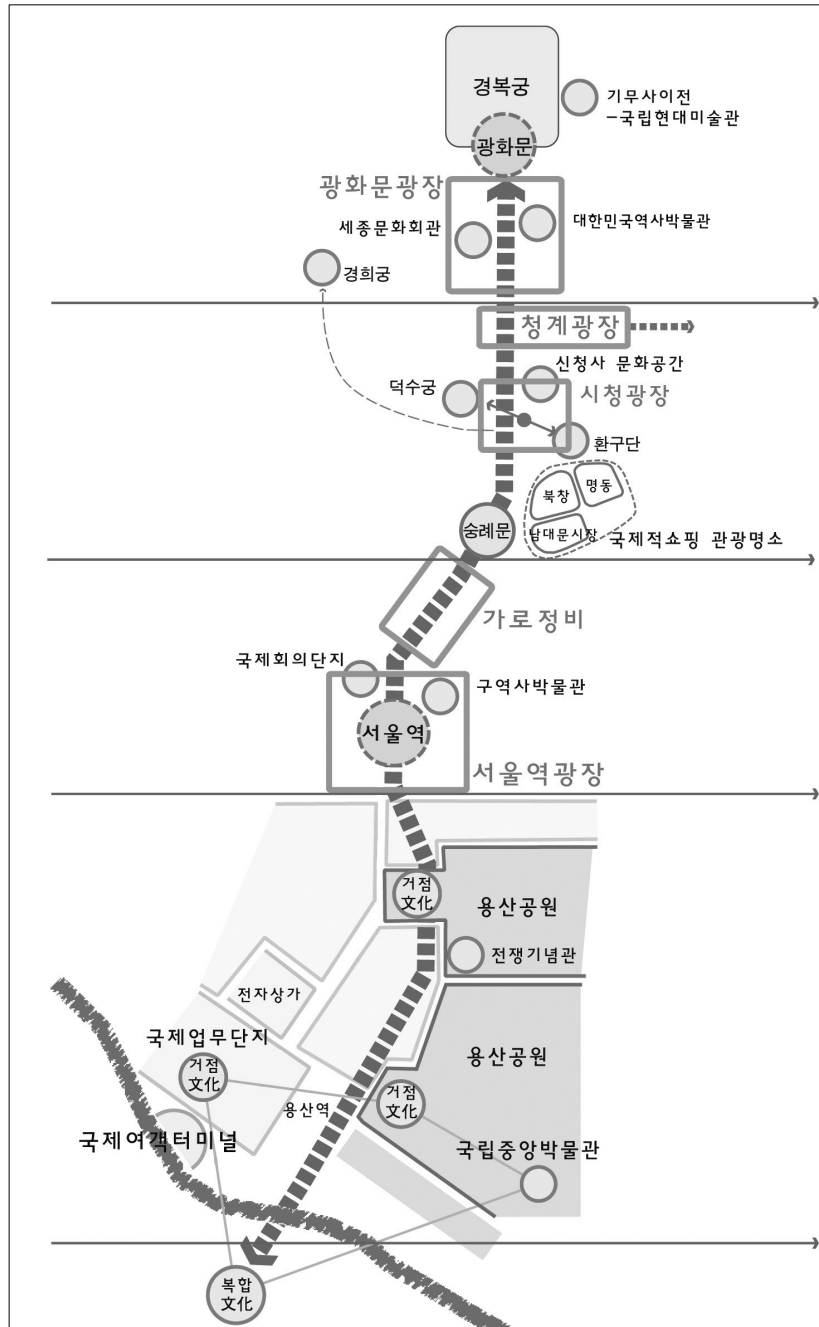 경복궁
기무사이전
-국립현대미술관
광화문
광화문광장
세종문화회관
대한민국역사박물관
경희궁
청계광장
신청사 문화공간
덕수궁
시청광장
환구단
북창
명동
숭례문
남대문시장
국제적쇼핑 관광명소
가로정비
국제회의단지
구역사박물관
서울역
서울역광장
거점
文化
용산공원
전쟁기념관
전자상가
국제업무단지
거점
文化
용산공원
거점
文化
용산역
국제여객터미널
국립중앙박물관
복합
文化